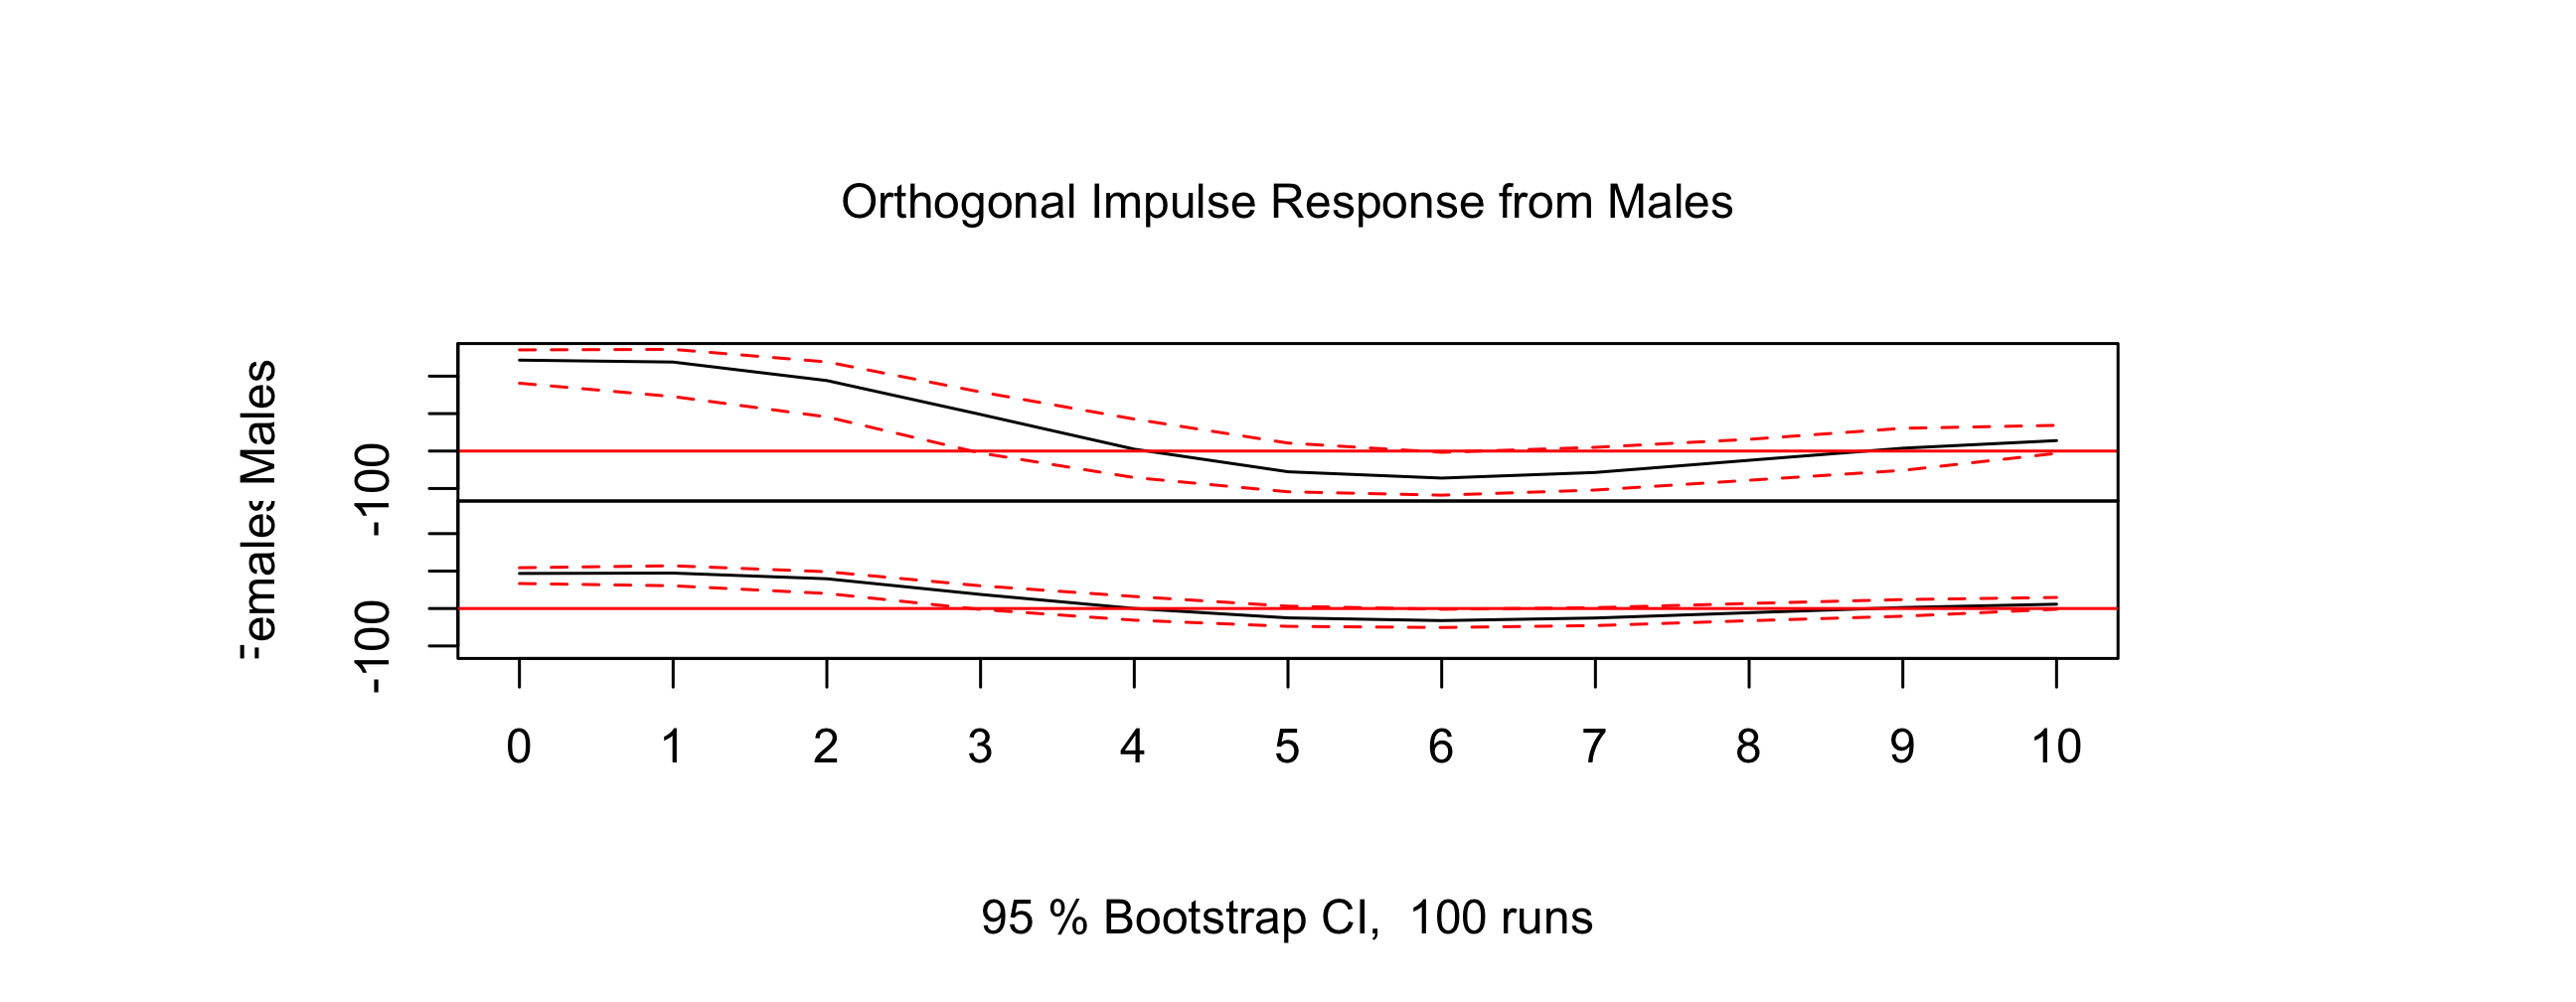 Orthogonal Impulse Response from Males
Males
-100
Females
-100
0 1 2 3 4 5 6 7 8 9 10
95 % Bootstrap CI,  100 runs